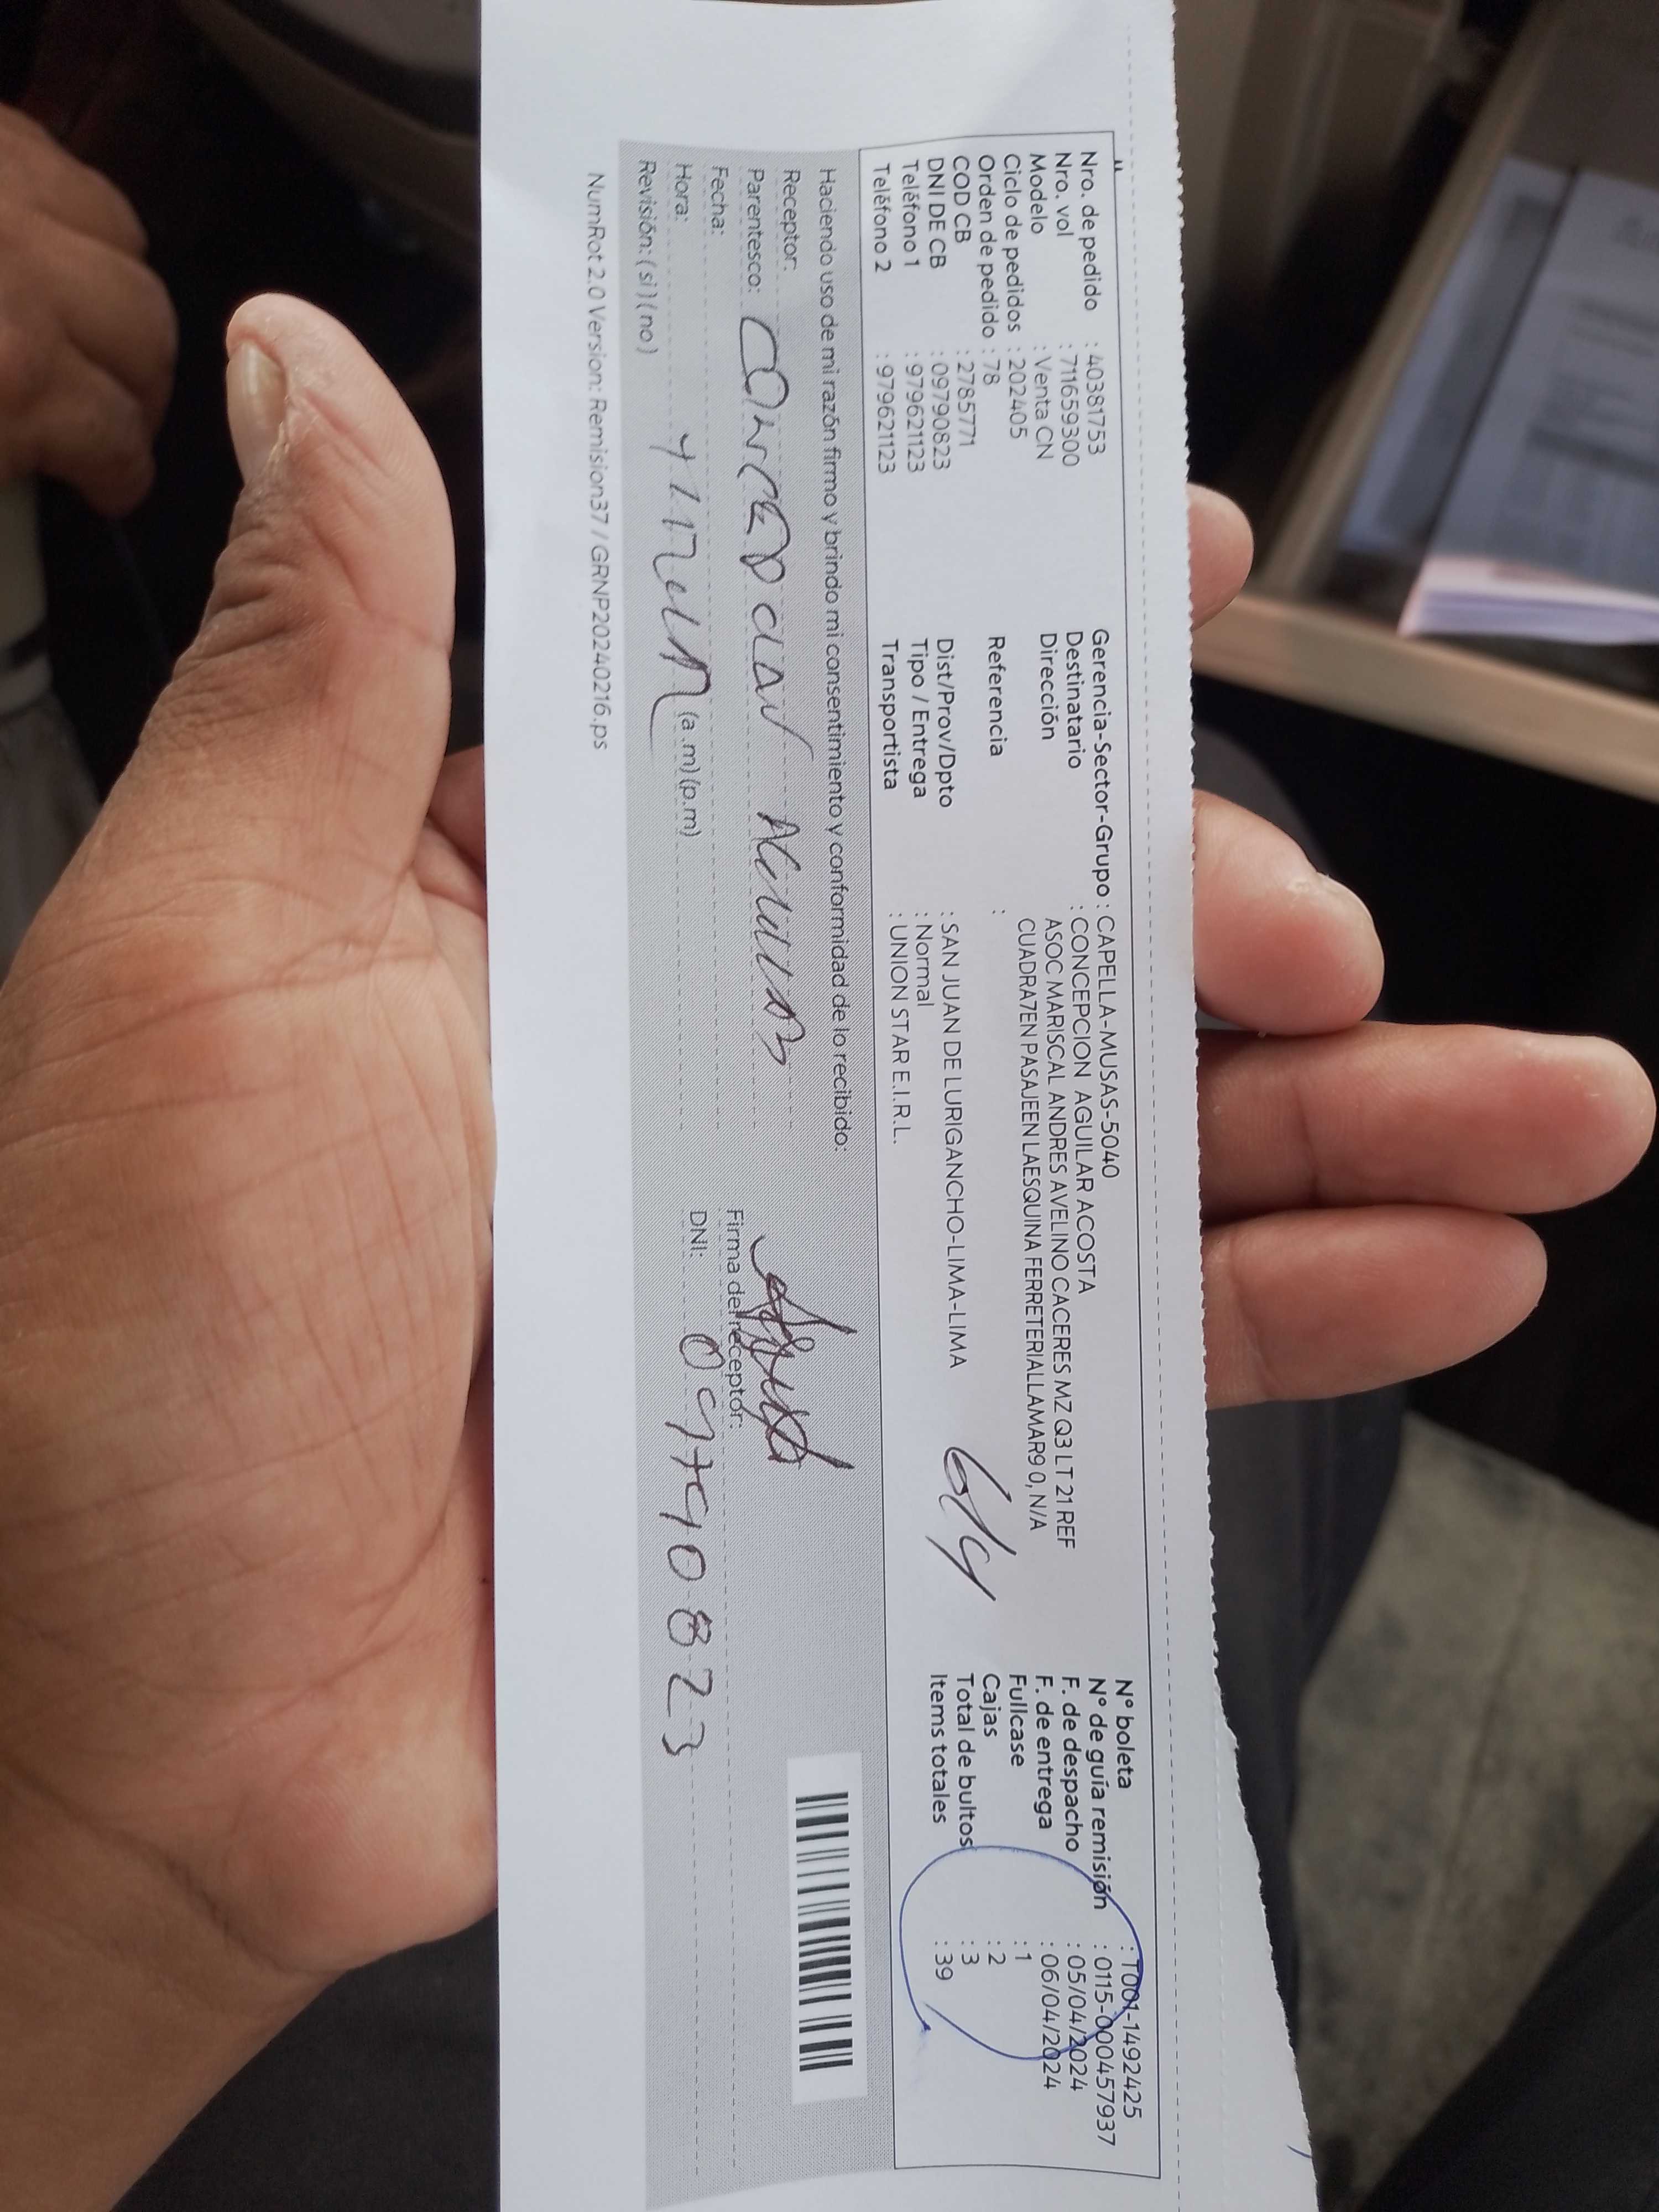 Nro. de pedido : 40381753
Nro. vol : 711659300
Modelo : Venta CN
Ciclo de pedidos : 202405
Orden de pedido : 78
COD CB : 2785771
DNI DE CB : 09790823
Teléfono 1 : 979621123
Teléfono 2 : 979621123
Gerencia-Sector-Grupo : CAPELLA-MUSAS-5040
Destinatario : CONCEPCION AGUILAR ACOSTA
Dirección ASOC MARISCAL ANDRES AVELINO CACERES MZ Q3 LT 21 REF
CUADRA7EN PASAJEEN LAESQUINA FERRETERIALLAMAR9 0, N/A
Referencia :
Dist/Prov/Dpto : SAN JUAN DE LURIGANCHO-LIMA-LIMA
Tipo / Entrega : Normal
Transportista : UNION STAR E.I.R.L.
N° boleta : T001-1492425
N° de guía remisión : 0115-000457937
F. de despacho : 05/04/2024
F. de entrega : 06/04/2024
Fullcase : 1
Cajas : 2
Total de bultos : 3
Items totales : 39
Haciendo uso de mi razón firmo y brindo mi consentimiento y conformidad de lo recibido:
Receptor:
Parentesco:
Fecha:
Hora: (a.m)(p.m)
Revisión: ( si ) ( no )
Firma del receptor:
DNI: 09790823
NumRot 2.0 Version: Remision37 / GRNP20240216.ps